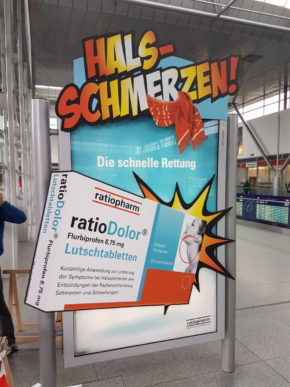 HALS-
SCHMERZEN!
Die schnelle Rettung
ratiopharm
ratioDolor®
Flurbiprofen 8,75 mg
Lutschtabletten
Kurzzeitige Anwendung zur Linderung
der Symptome bei Halsschmerzen wie
Entzündungen der Rachenschleimhaut,
Schmerzen und Schwellungen
ratioDolor®
Flurbiprofen 8,75 mg
Lutschtabletten
ratiopharm